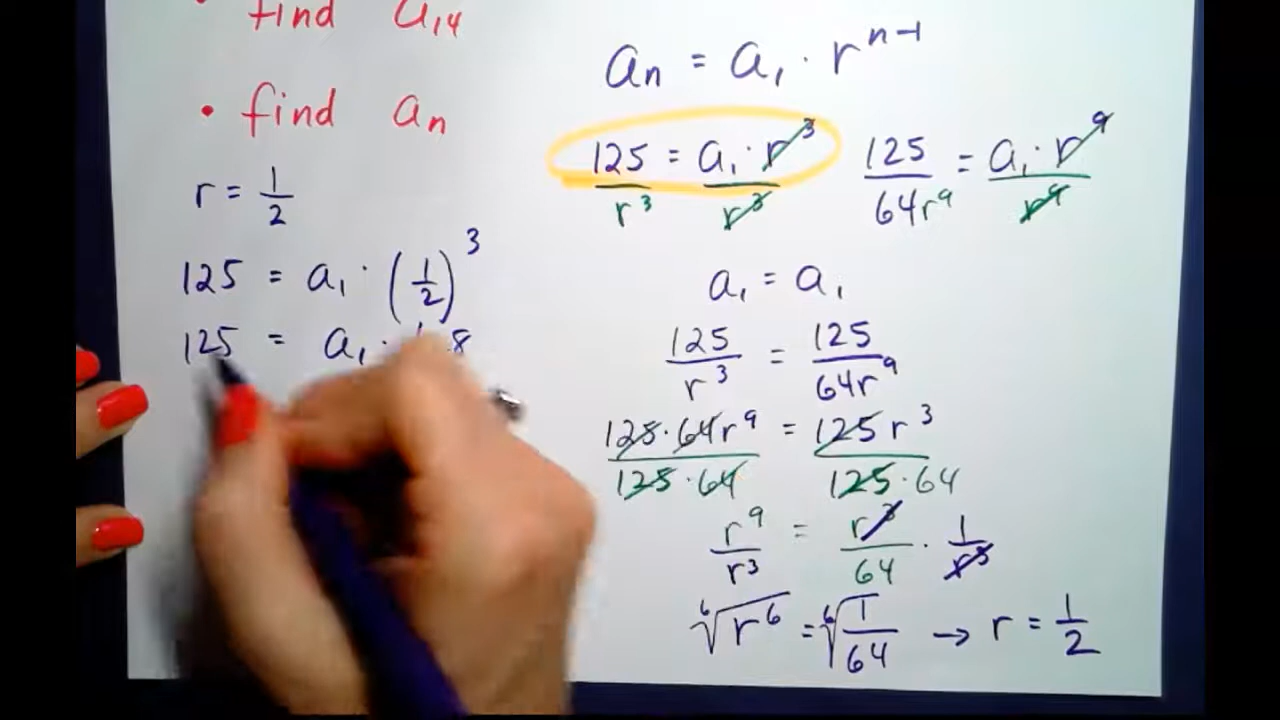 • find a₁₄
• find aₙ
r = 1/2
125 = a₁ · (1/2)³
125 = a₁ · 8
aₙ = a₁ · rⁿ⁻¹
125/r³ = a₁ · r³/r³
125/64r⁹ = a₁ · r⁹/r⁹
a₁ = a₁
125/r³ = 125/64r⁹
125·64r⁹/125·64 = 125r³/125·64
r⁹/r³ = r³/64 · 1/r³
⁶√r⁶ = ⁶√1/64 → r = 1/2